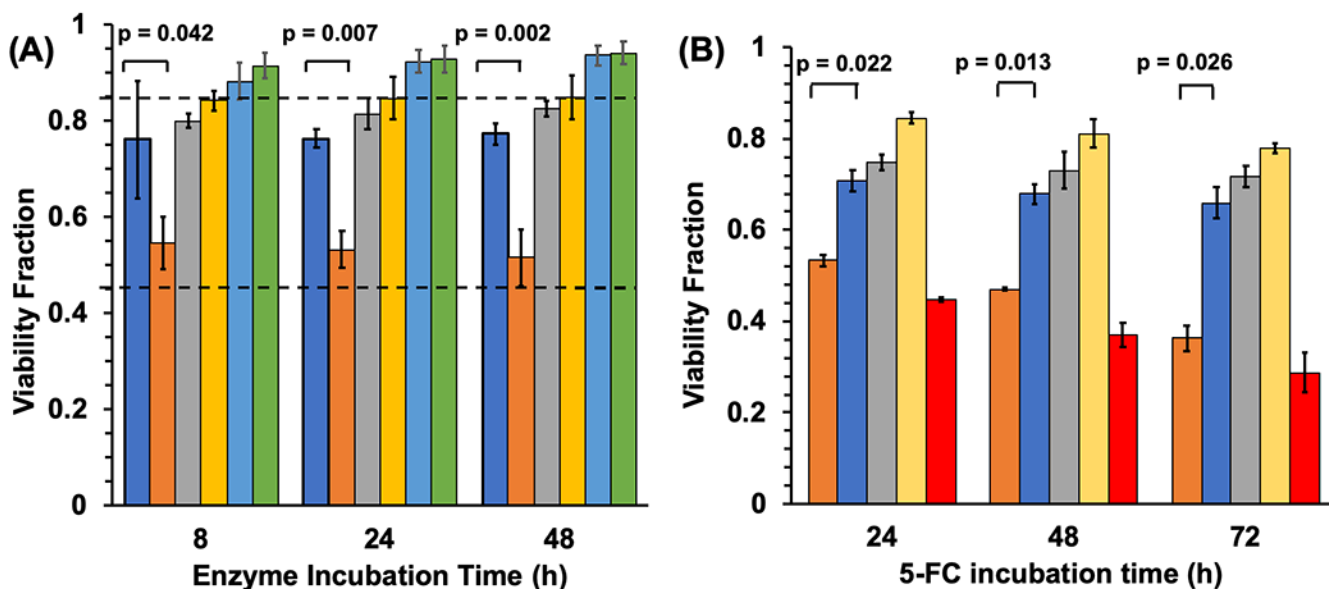 (A)
Viability Fraction
1
0.8
0.6
0.4
0.2
0
p = 0.042
p = 0.007
p = 0.002
8
24
48
Enzyme Incubation Time (h)
(B)
Viability Fraction
1
0.8
0.6
0.4
0.2
0
p = 0.022
p = 0.013
p = 0.026
24
48
72
5-FC incubation time (h)